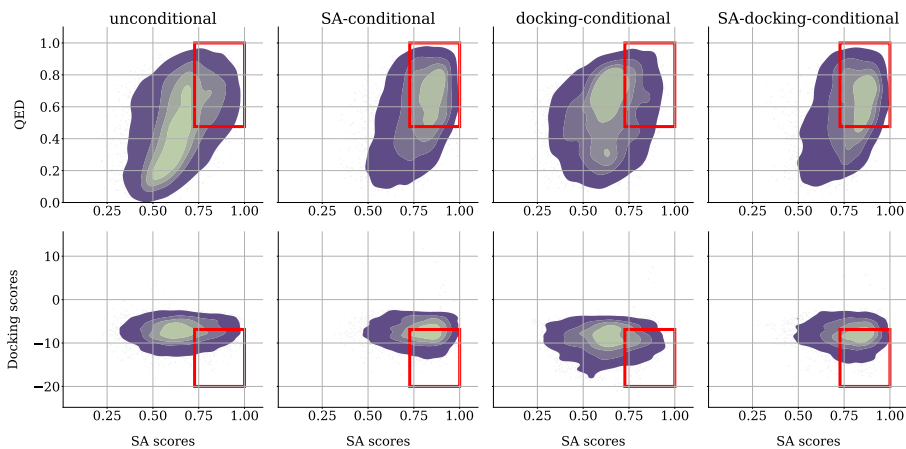 unconditional SA-conditional docking-conditional SA-docking-conditional
QED
1.0
0.8
0.6
0.4
0.2
0.0
0.25 0.50 0.75 1.00 0.25 0.50 0.75 1.00 0.25 0.50 0.75 1.00 0.25 0.50 0.75 1.00
Docking scores
10
0
−10
−20
0.25 0.50 0.75 1.00 0.25 0.50 0.75 1.00 0.25 0.50 0.75 1.00 0.25 0.50 0.75 1.00
SA scores SA scores SA scores SA scores